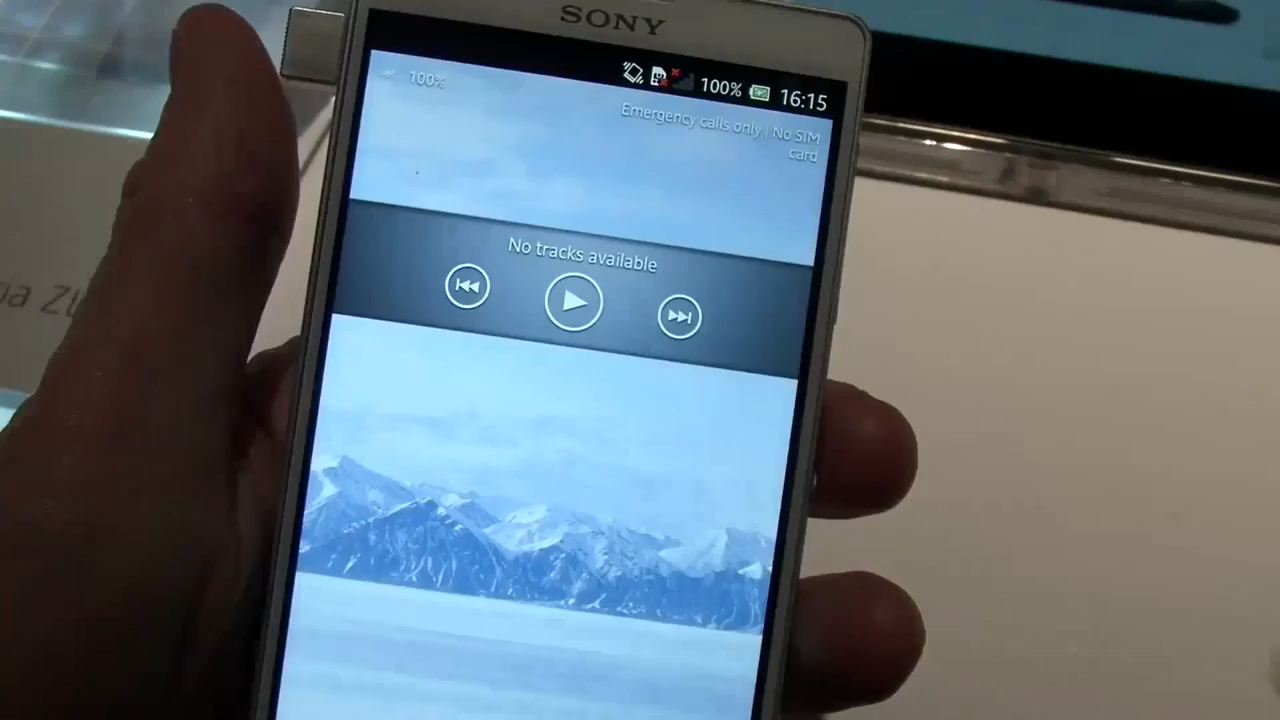 SONY
100% 16:15
100%
Emergency calls only | No SIM
card
No tracks available